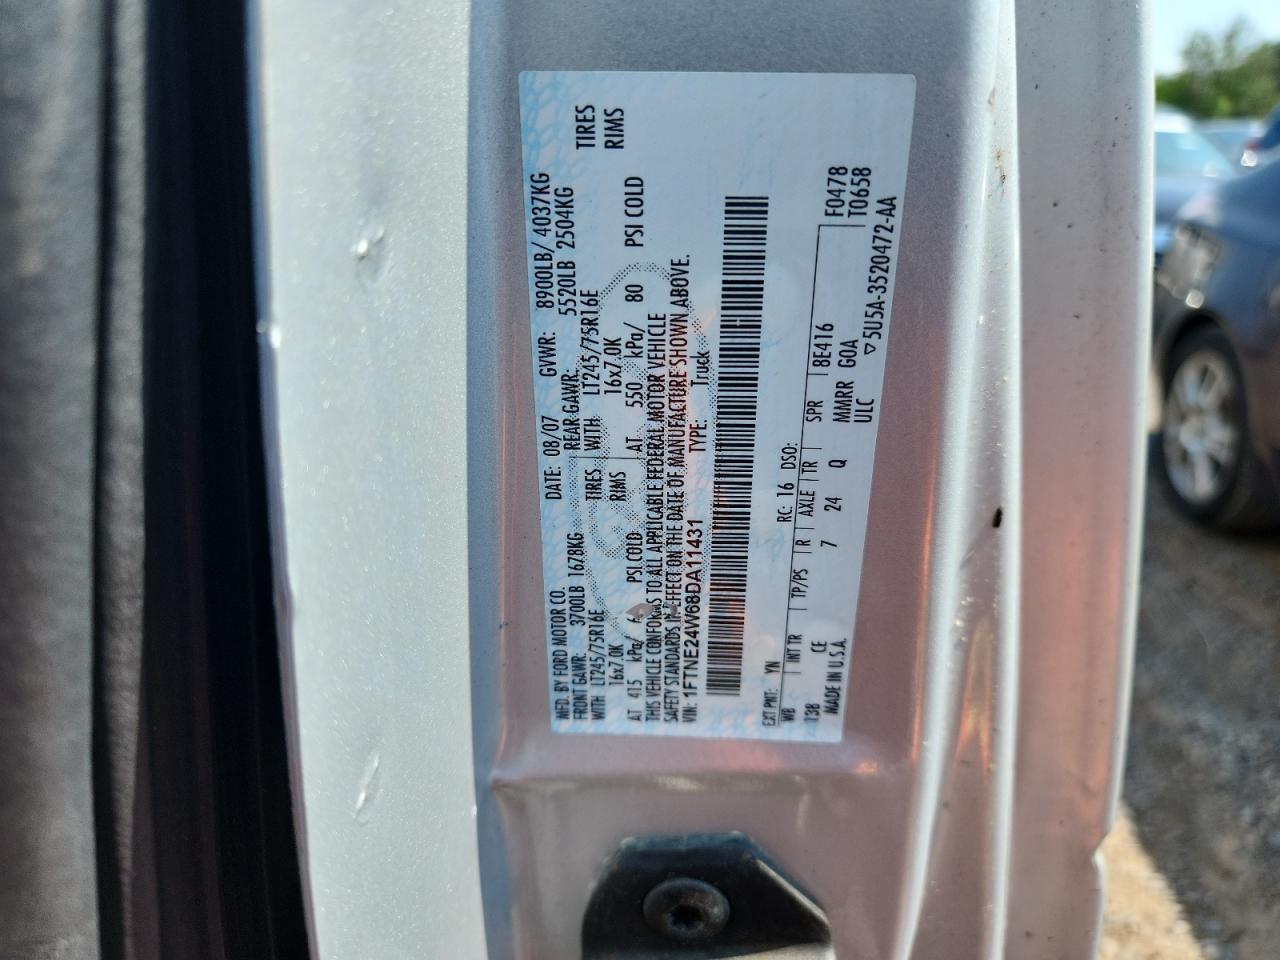 MFD. BY FORD MOTOR CO. DATE: 08/07 GVWR: 8900LB/ 4037KG
FRONT GAWR: 3700LB 1678KG REAR GAWR: 5520LB 2504KG
WITH LT245/75R16E TIRES WITH LT245/75R16E TIRES
16x7.0K RIMS 16x7.0K RIMS
AT 415 kPa/ PSI COLD AT 550 kPa/ 80 PSI COLD
THIS VEHICLE CONFORMS TO ALL APPLICABLE FEDERAL MOTOR VEHICLE
SAFETY STANDARDS IN EFFECT ON THE DATE OF MANUFACTURE SHOWN ABOVE.
VIN: 1FTNE24W68DA11431 TYPE: Truck
EXT PNT: YN RC: 16 DSO: F0478
WB INT TR TP/PS R AXLE TR SPR 8E416 T0658
138 CE 7 24 Q MMRR GOA
MADE IN U.S.A. ULC ▽5U5A-3520472-AA